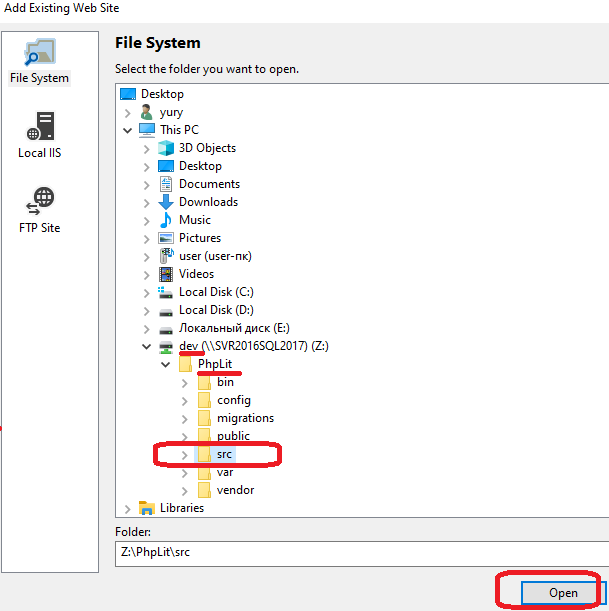 Add Existing Web Site
File System
File System
Select the folder you want to open.
Local IIS
FTP Site
Desktop
yury
This PC
3D Objects
Desktop
Documents
Downloads
Music
Pictures
user (user-пк)
Videos
Local Disk (C:)
Local Disk (D:)
Локальный диск (E:)
dev (\\SVR2016SQL2017) (Z:)
PhpLit
bin
config
migrations
public
src
var
vendor
Libraries
Folder:
Z:\PhpLit\src
Open